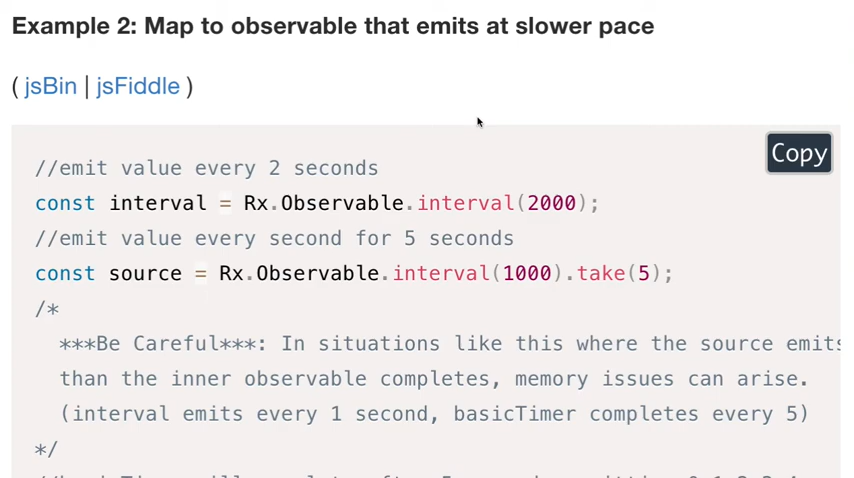 Example 2: Map to observable that emits at slower pace
( jsBin | jsFiddle )
Copy
//emit value every 2 seconds
const interval = Rx.Observable.interval(2000);
//emit value every second for 5 seconds
const source = Rx.Observable.interval(1000).take(5);
/*
***Be Careful***: In situations like this where the source emits
than the inner observable completes, memory issues can arise.
(interval emits every 1 second, basicTimer completes every 5)
*/